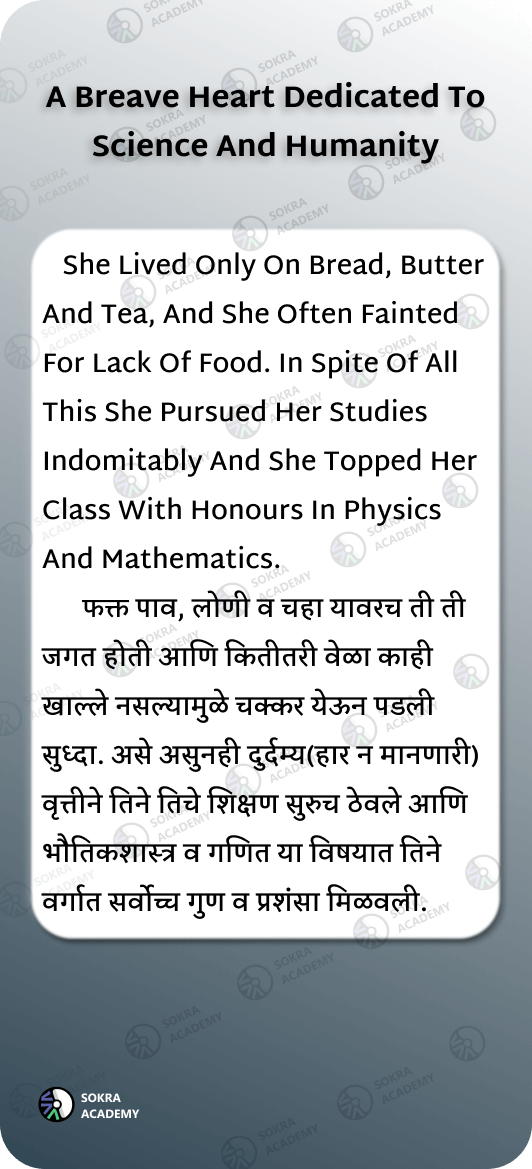 A Breave Heart Dedicated To
Science And Humanity
She Lived Only On Bread, Butter
And Tea, And She Often Fainted
For Lack Of Food. In Spite Of All
This She Pursued Her Studies
Indomitably And She Topped Her
Class With Honours In Physics
And Mathematics.
फक्त पाव, लोणी व चहा यावरच ती ती
जगत होती आणि कितीतरी वेळा काही
खाल्ले नसल्यामुळे चक्कर येऊन पडली
सुध्दा. असे असुनही दुर्दम्य(हार न मानणारी)
वृत्तीने तिने तिचे शिक्षण सुरुच ठेवले आणि
भौतिकशास्त्र व गणित या विषयात तिने
वर्गात सर्वोच्च गुण व प्रशंसा मिळवली.
SOKRA
ACADEMY